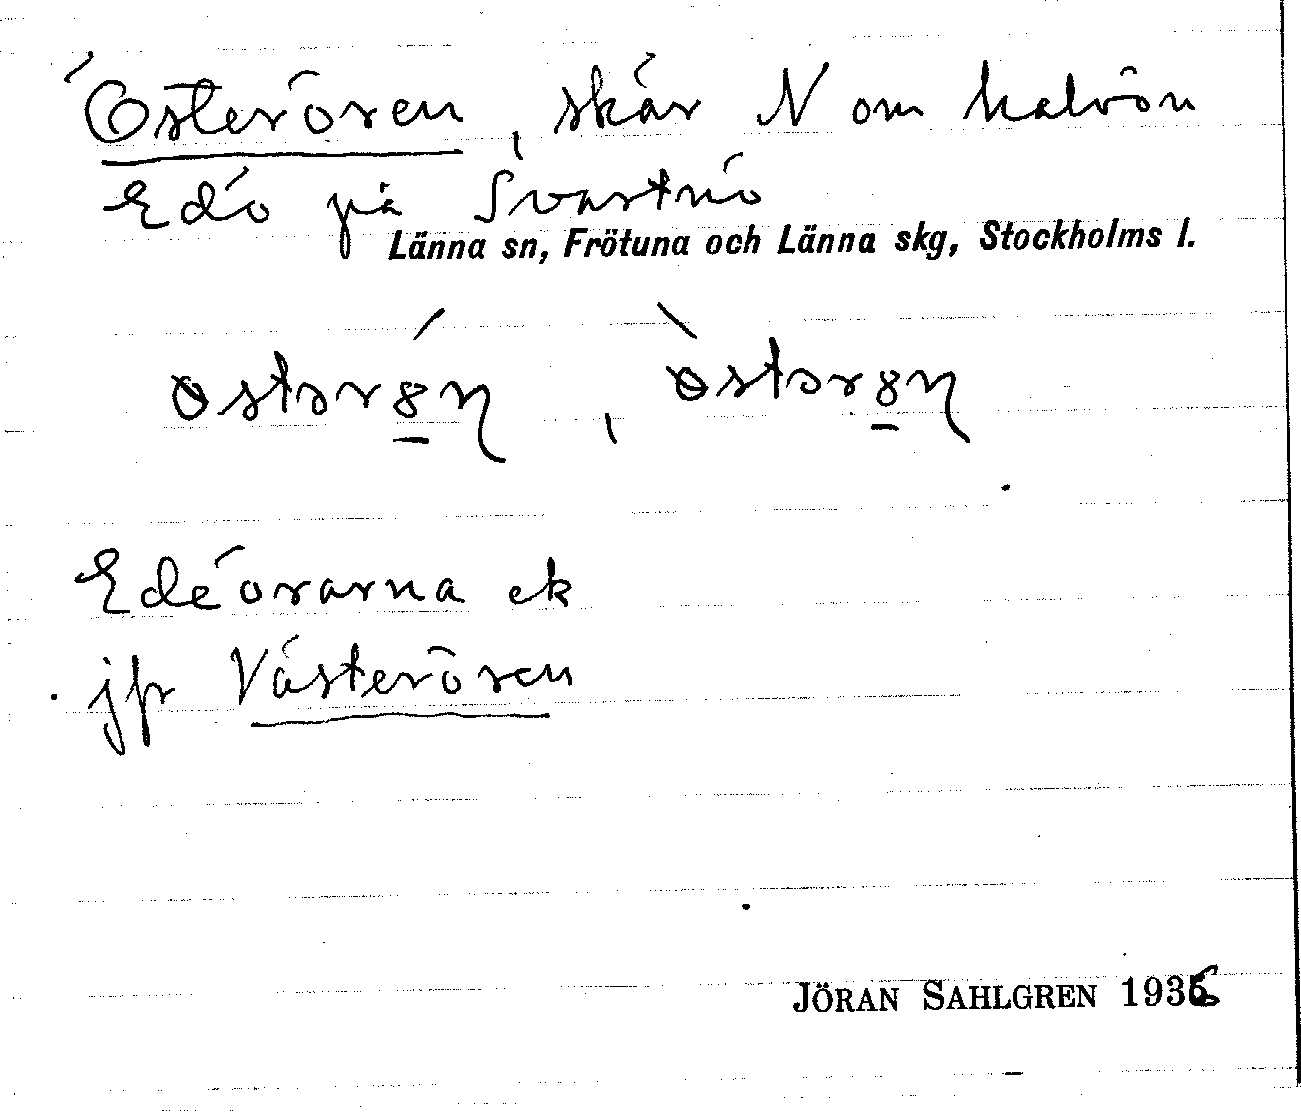 Österören, skär N om halvön
Edö på Svartnö
Länna sn, Frötuna och Länna skg, Stockholms l.
Edeörarna ek
jfr Västerören
JÖRAN SAHLGREN 1936